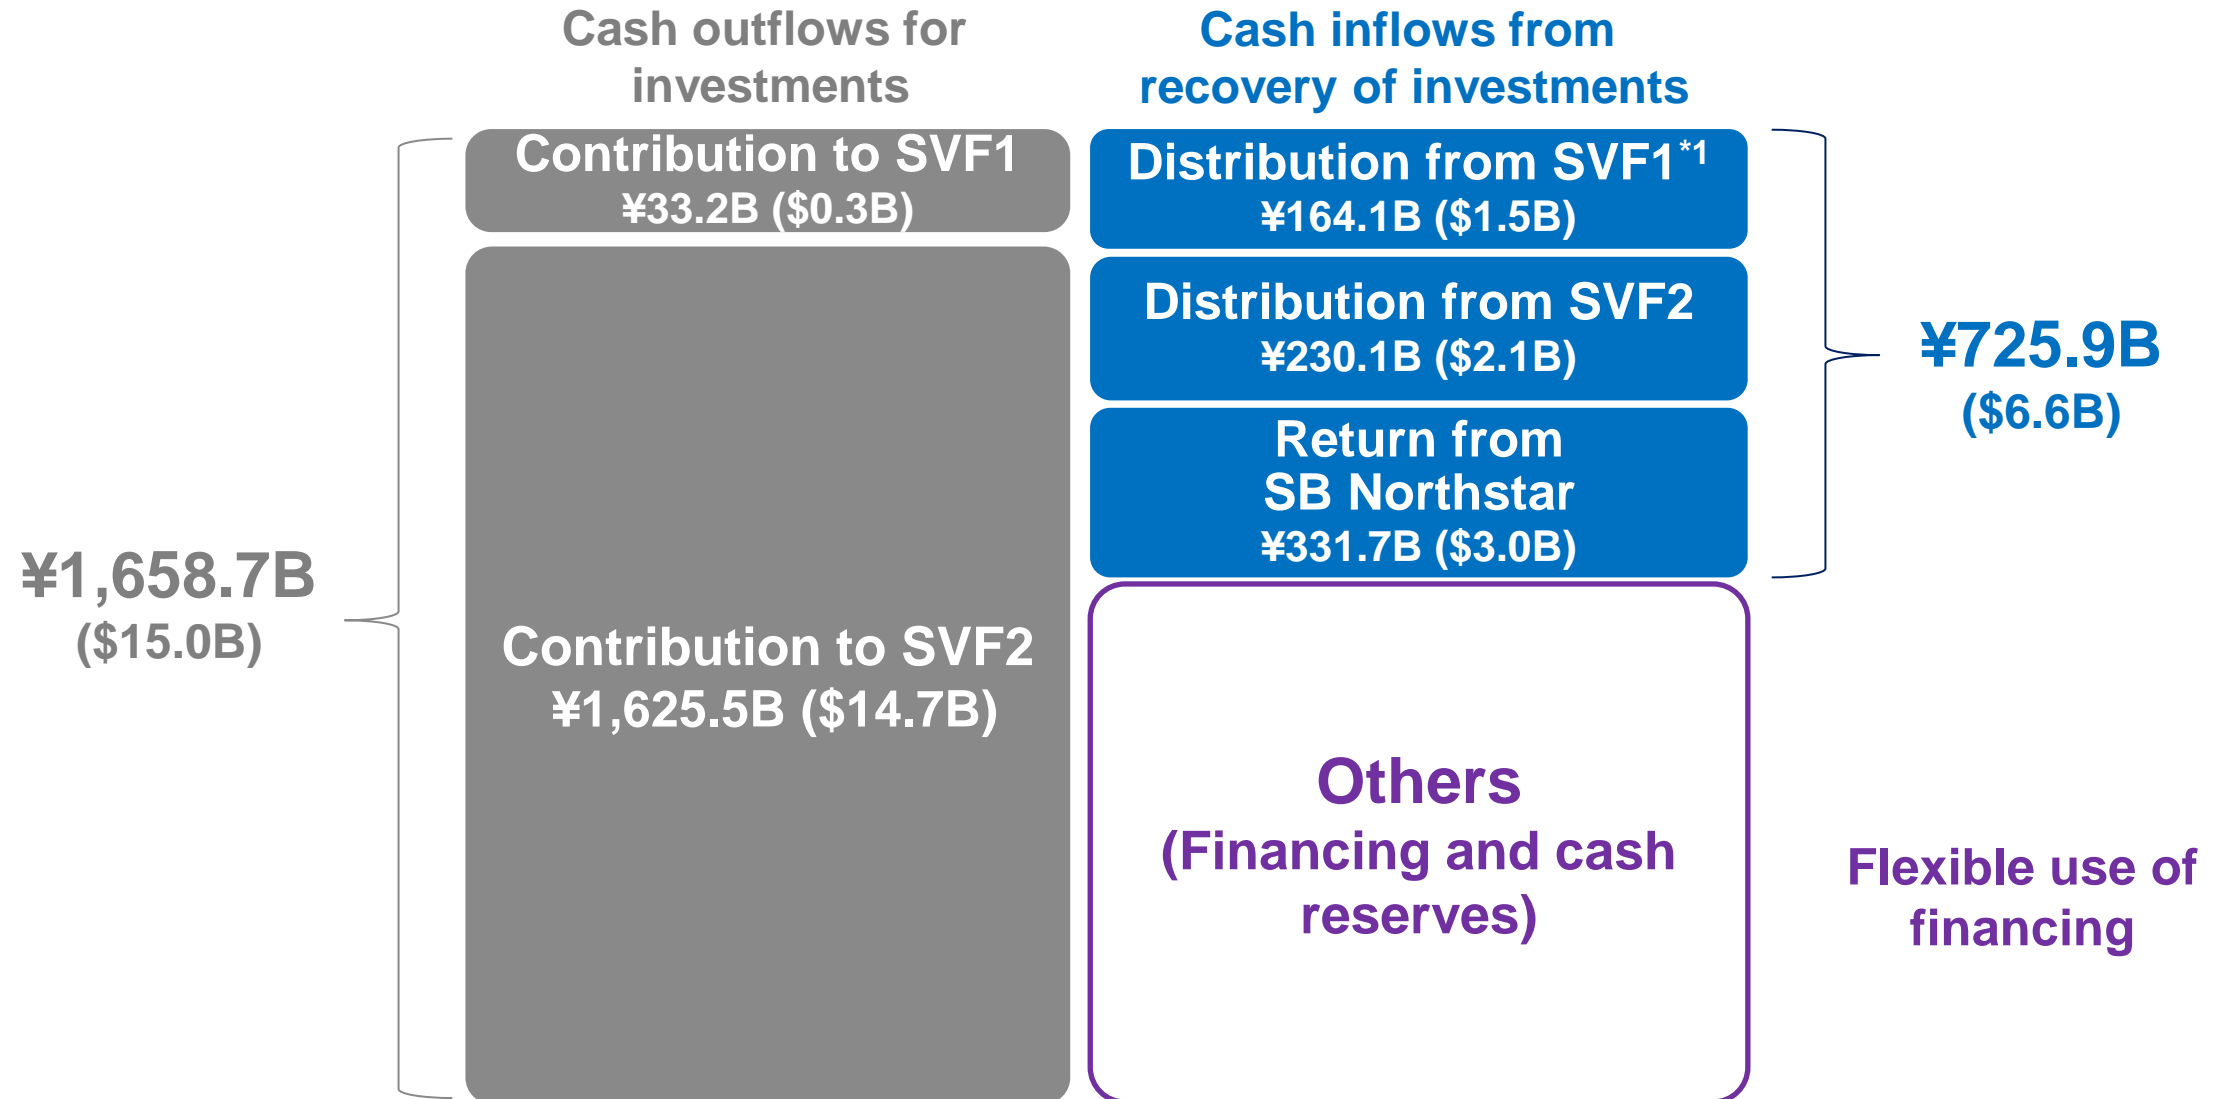 Cash outflows for
investments
Cash inflows from
recovery of investments
Contribution to SVF1
¥33.2B ($0.3B)
Distribution from SVF1*1
¥164.1B ($1.5B)
Distribution from SVF2
¥230.1B ($2.1B)
¥725.9B
($6.6B)
Return from
SB Northstar
¥331.7B ($3.0B)
¥1,658.7B
($15.0B)
Contribution to SVF2
¥1,625.5B ($14.7B)
Others
(Financing and cash
reserves)
Flexible use of
financing